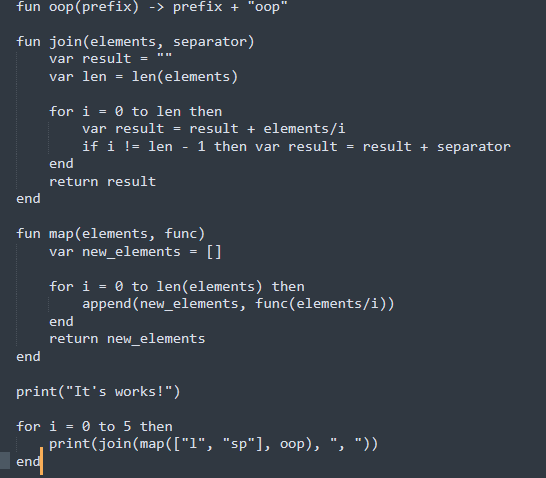 fun oop(prefix) -> prefix + "oop"
fun join(elements, separator)
var result = ""
var len = len(elements)
for i = 0 to len then
var result = result + elements/i
if i != len - 1 then var result = result + separator
end
return result
end
fun map(elements, func)
var new_elements = []
for i = 0 to len(elements) then
append(new_elements, func(elements/i))
end
return new_elements
end
print("It's works!")
for i = 0 to 5 then
print(join(map(["l", "sp"], oop), ", "))
end